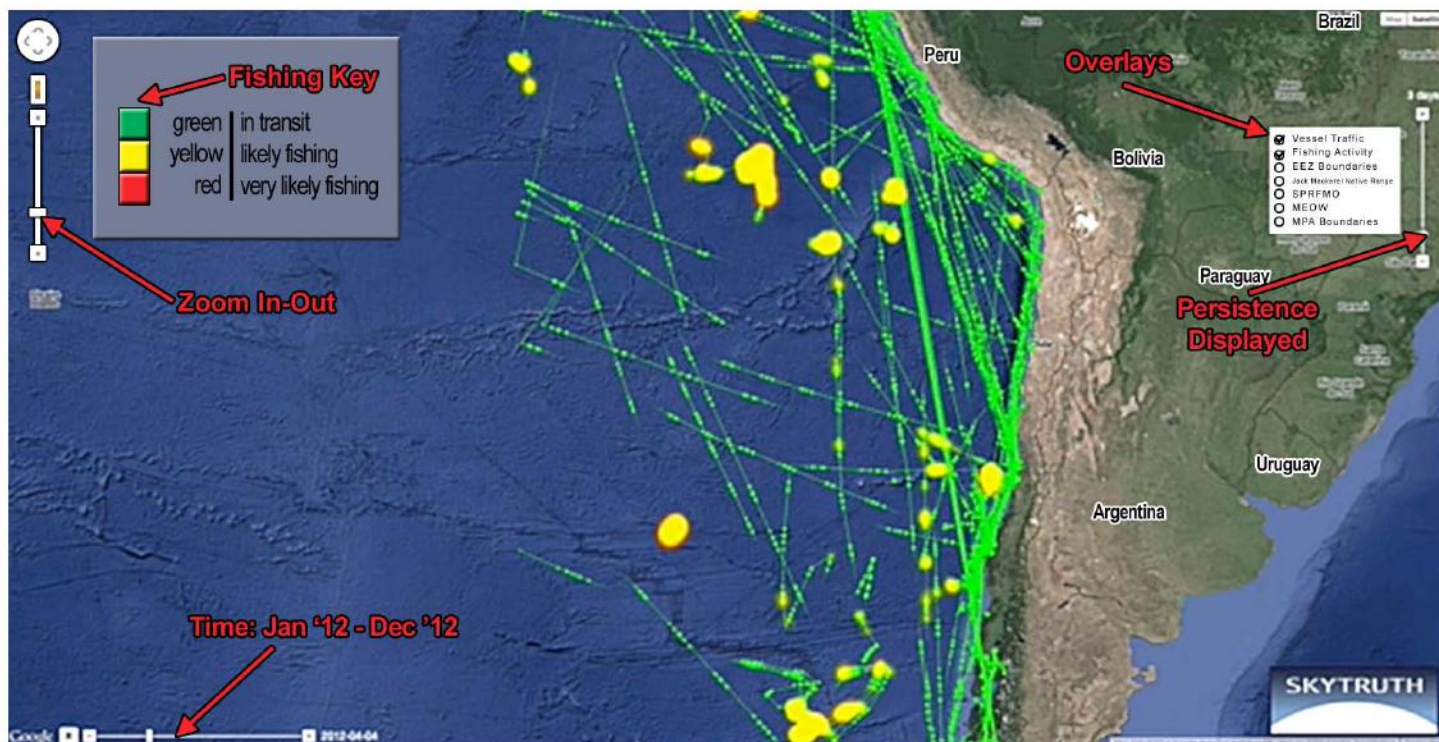 Brazil
Peru
Fishing Key
Overlays
green | in transit
yellow | likely fishing
red | very likely fishing
3 days
Vessel Traffic
Fishing Activity
EEZ Boundaries
Jack Mackerel Native Range
SPRFMO
MEOW
MPA Boundaries
Bolivia
Zoom In-Out
Paraguay
Persistence
Displayed
Uruguay
Argentina
Time: Jan '12 - Dec '12
SKYTRUTH
Google
2012-04-04